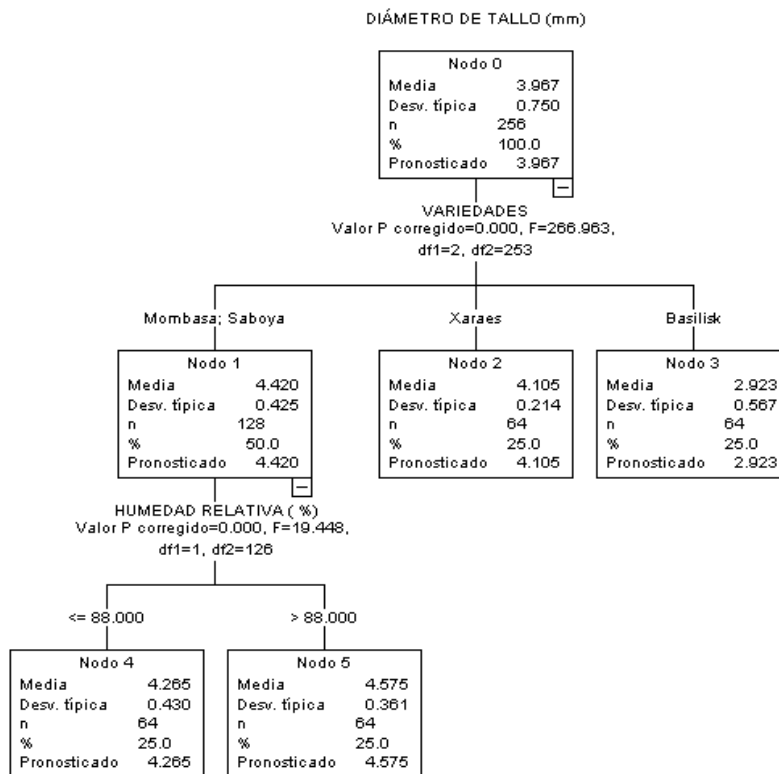 DIÁMETRO DE TALLO (mm)
Nodo 0
Media 3.967
Desv. típica 0.750
n 256
% 100.0
Pronosticado 3.967
VARIEDADES
Valor P corregido=0.000, F=266.963,
df1=2, df2=253
Mombasa; Saboya
Xaraes
Basilisk
Nodo 1
Media 4.420
Desv. típica 0.425
n 128
% 50.0
Pronosticado 4.420
Nodo 2
Media 4.105
Desv. típica 0.214
n 64
% 25.0
Pronosticado 4.105
Nodo 3
Media 2.923
Desv. típica 0.567
n 64
% 25.0
Pronosticado 2.923
HUMEDAD RELATIVA ( %)
Valor P corregido=0.000, F=19.448,
df1=1, df2=126
<= 88.000
> 88.000
Nodo 4
Media 4.265
Desv. típica 0.430
n 64
% 25.0
Pronosticado 4.265
Nodo 5
Media 4.575
Desv. típica 0.361
n 64
% 25.0
Pronosticado 4.575